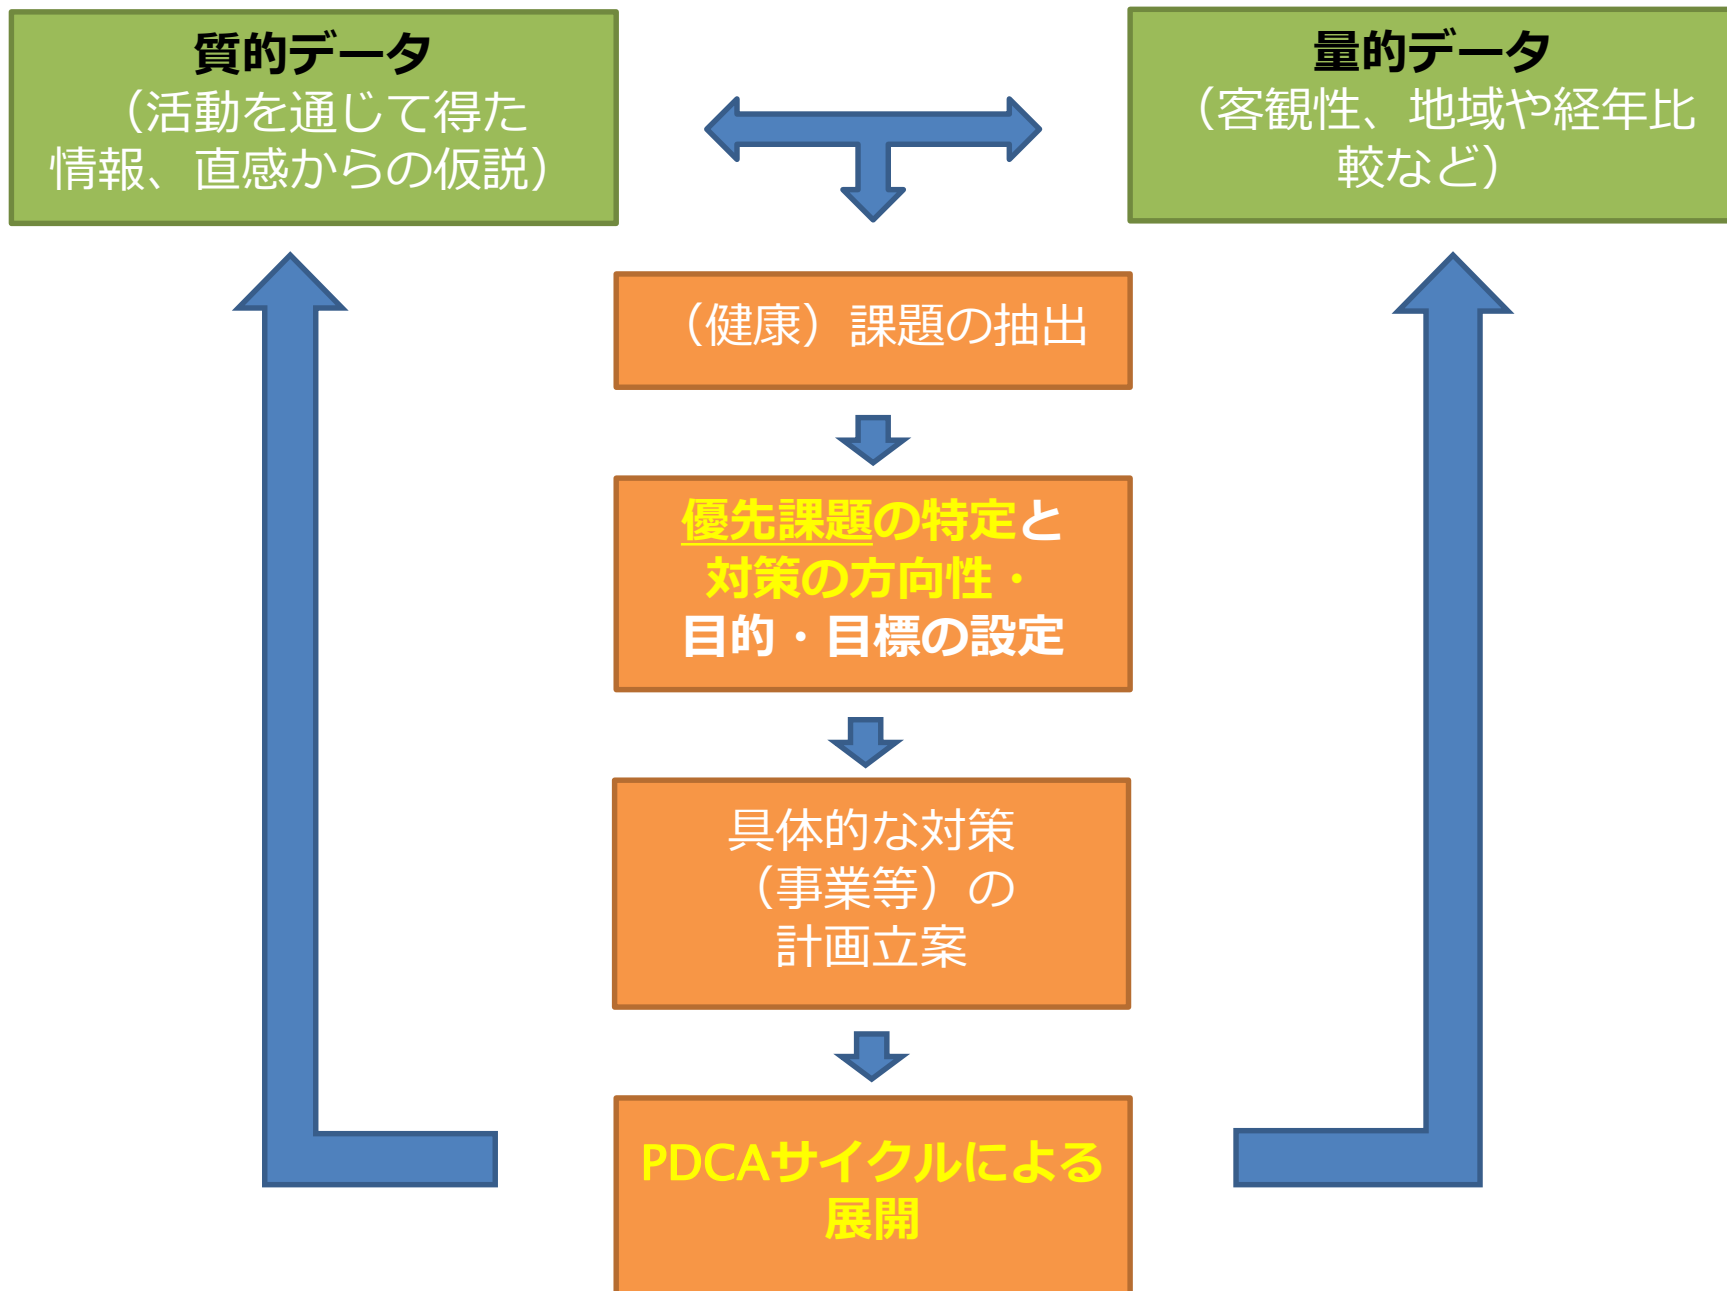 質的データ
（活動を通じて得た
情報、直感からの仮説）
量的データ
（客観性、地域や経年比
較など）
（健康）課題の抽出
優先課題の特定と
対策の方向性・
目的・目標の設定
具体的な対策
（事業等）の
計画立案
PDCAサイクルによる
展開